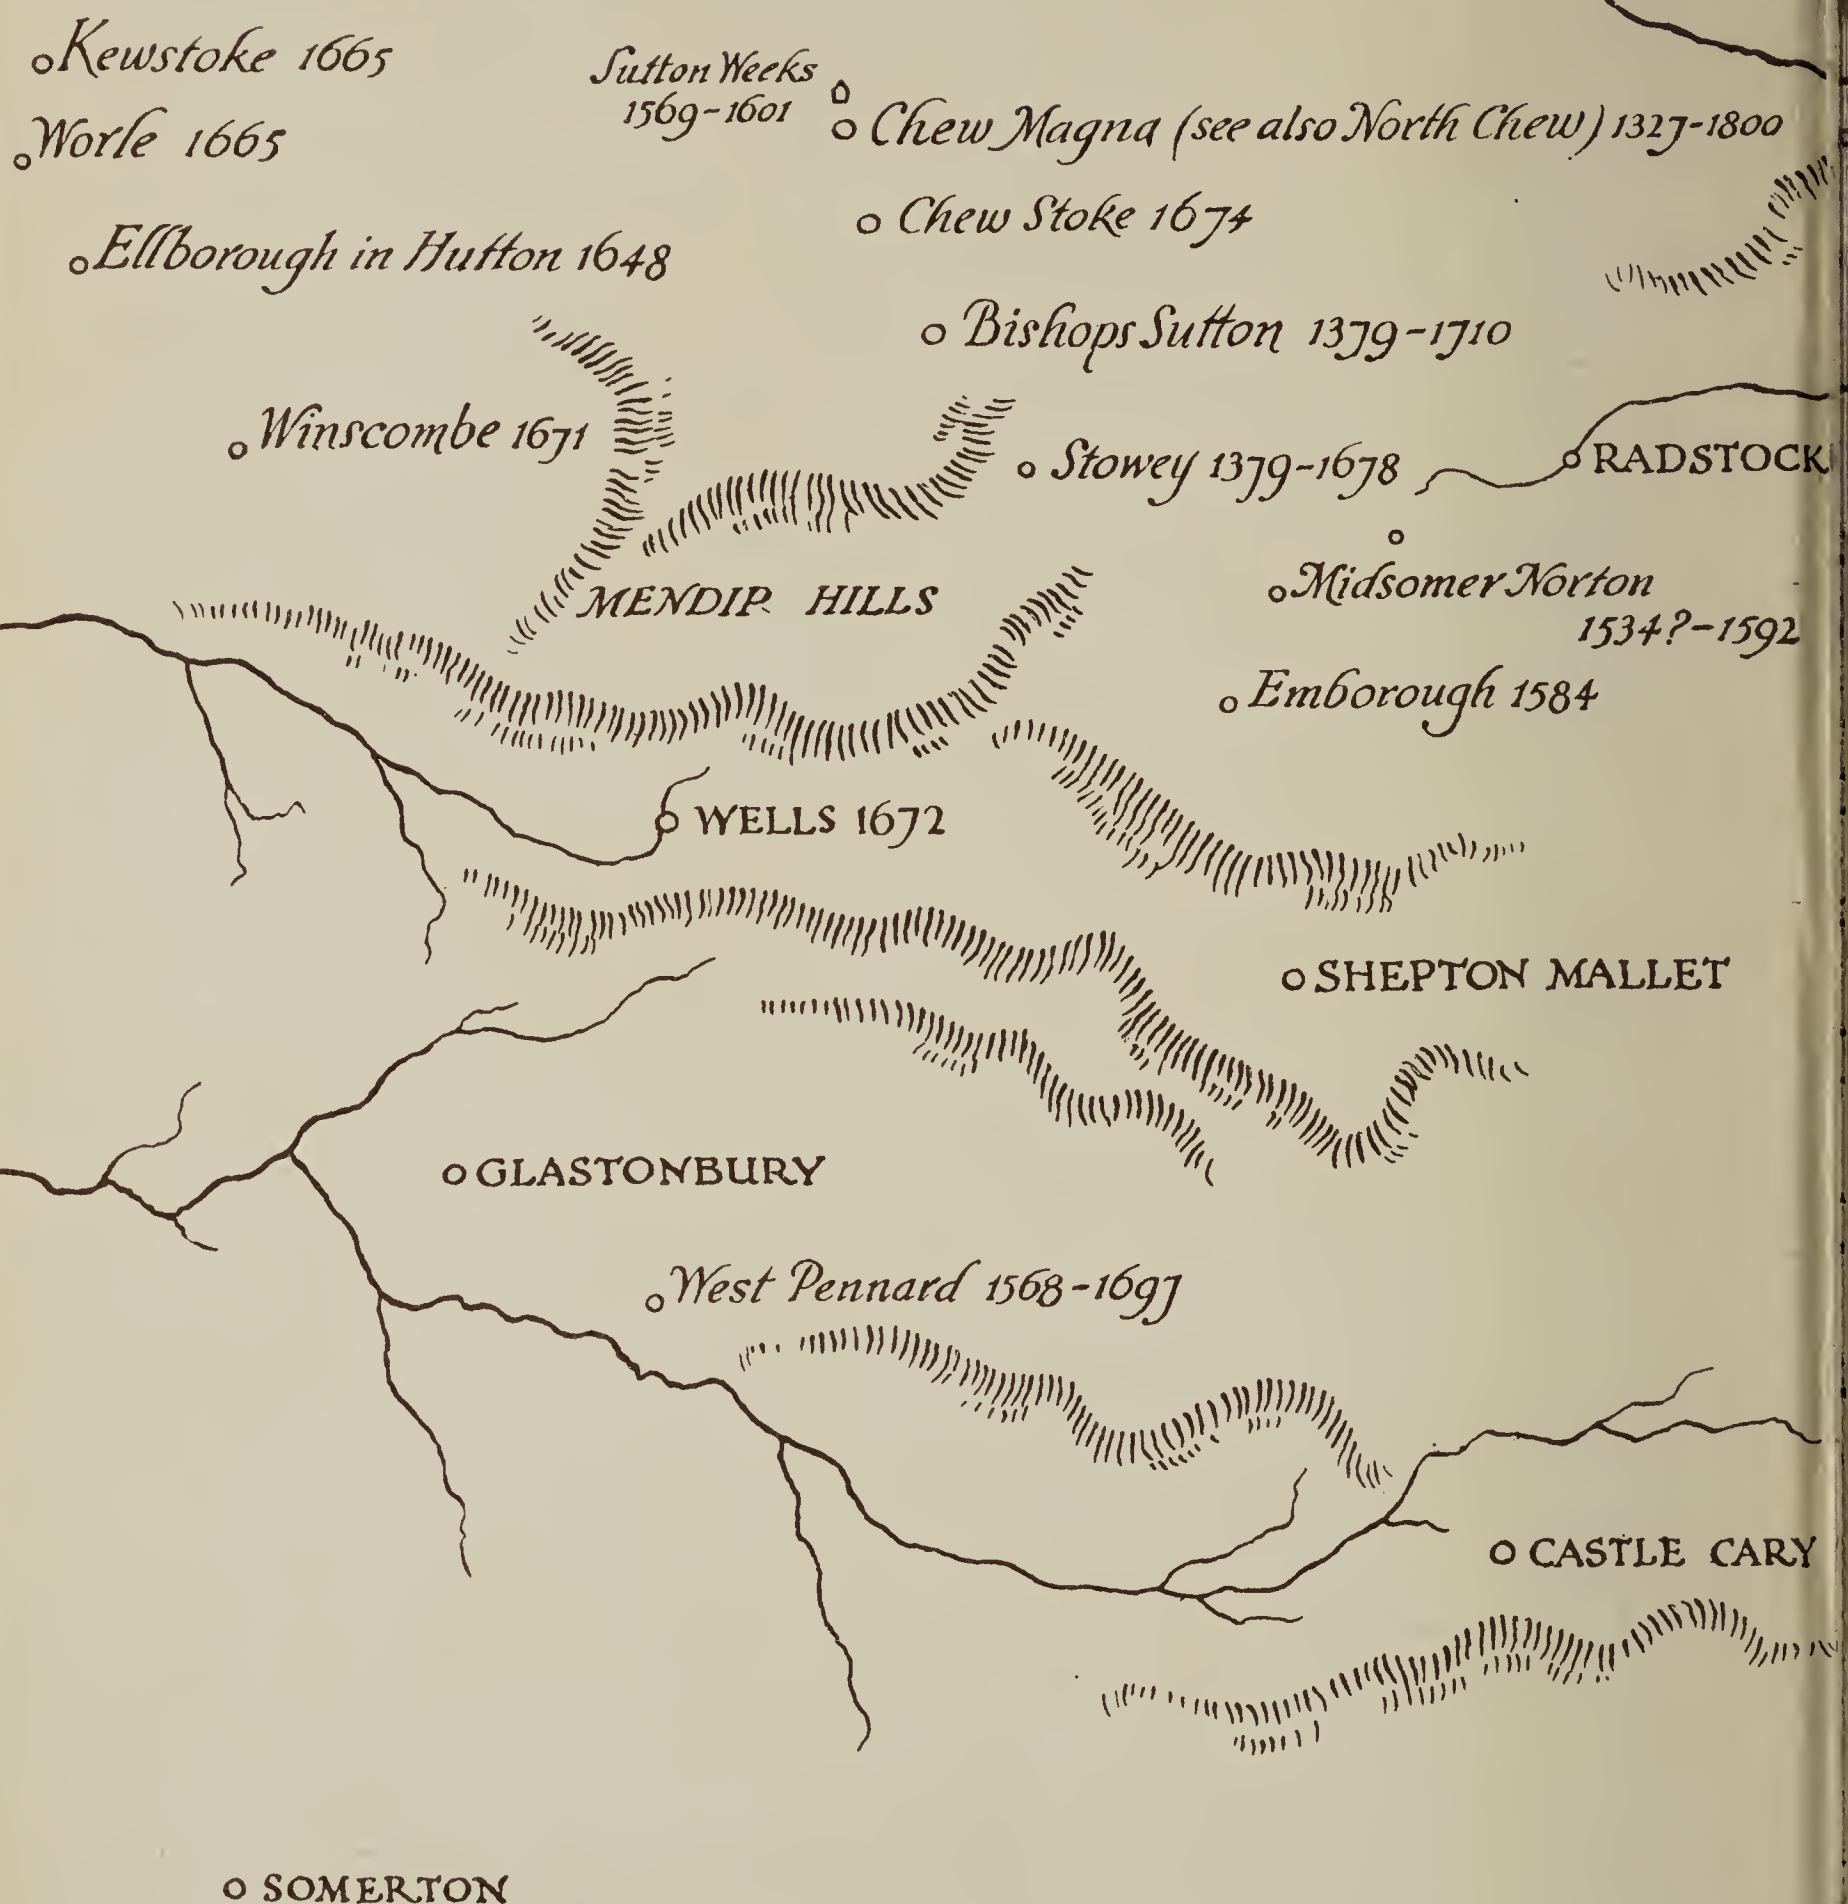 Kewstoke 1665
Sutton Weeks
1569-1601
Chew Magna (see also North Chew) 1327-1800
Worle 1665
Chew Stoke 1674
Ellborough in Hutton 1648
Bishops Sutton 1379-1710
Winscombe 1671
Stowey 1379-1678
RADSTOCK
MENDIP HILLS
Midsomer Norton
1534?-1592
Emborough 1584
WELLS 1672
SHEPTON MALLET
GLASTONBURY
West Pennard 1568-1697
CASTLE CARY
SOMERTON